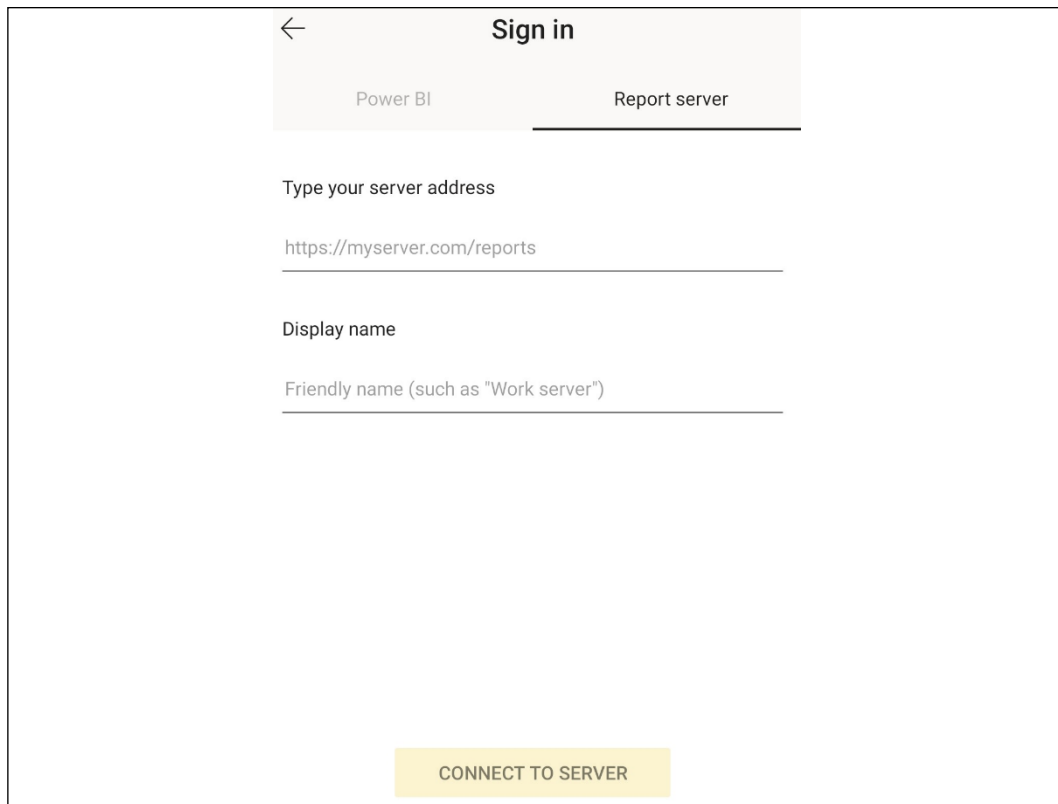 Sign in
Power BI Report server
Type your server address
https://myserver.com/reports
Display name
Friendly name (such as "Work server")
CONNECT TO SERVER